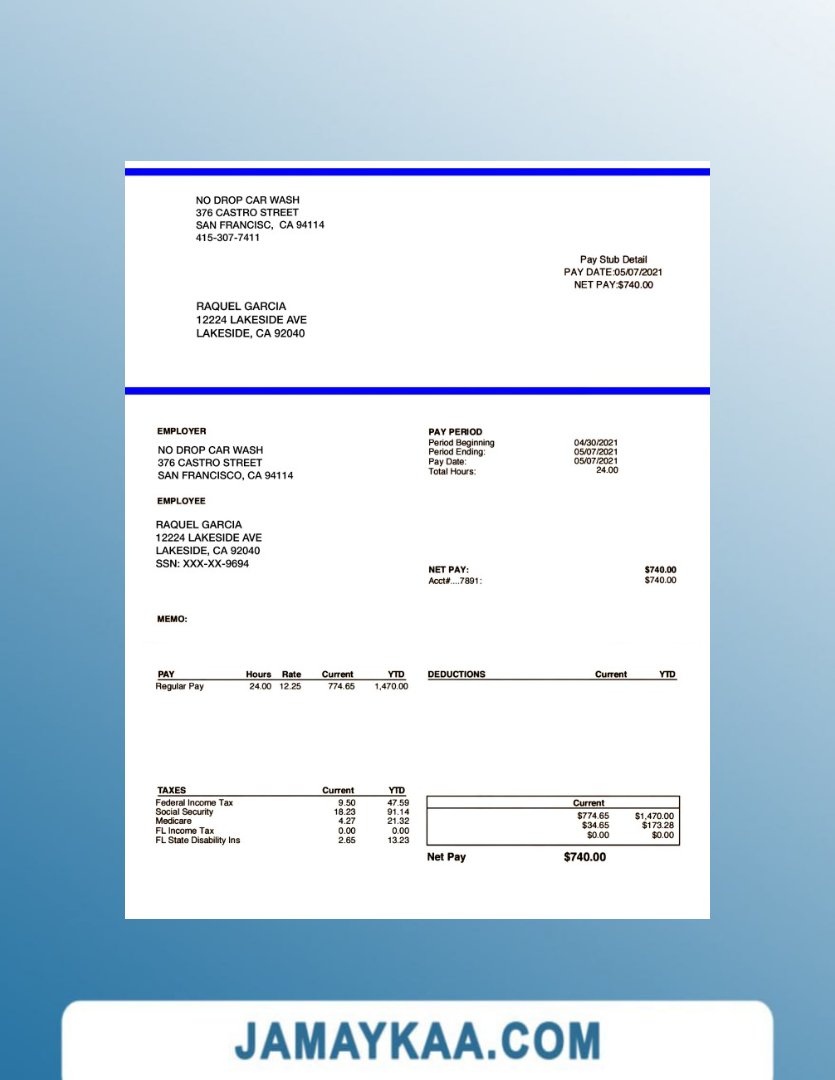 NO DROP CAR WASH
376 CASTRO STREET
SAN FRANCISC, CA 94114
415-307-7411
Pay Stub Detail
PAY DATE:05/07/2021
NET PAY:$740.00
RAQUEL GARCIA
12224 LAKESIDE AVE
LAKESIDE, CA 92040
EMPLOYER
NO DROP CAR WASH
376 CASTRO STREET
SAN FRANCISCO, CA 94114
EMPLOYEE
RAQUEL GARCIA
12224 LAKESIDE AVE
LAKESIDE, CA 92040
SSN: XXX-XX-9694
PAY PERIOD
Period Beginning 04/30/2021
Period Ending: 05/07/2021
Pay Date: 05/07/2021
Total Hours: 24.00
NET PAY: $740.00
Acct#....7891: $740.00
MEMO:
PAY Hours Rate Current YTD
Regular Pay 24.00 12.25 774.65 1,470.00
DEDUCTIONS Current YTD
TAXES Current YTD
Federal Income Tax 9.50 47.59
Social Security 18.23 91.14
Medicare 4.27 21.32
FL Income Tax 0.00 0.00
FL State Disability Ins 2.65 13.23
Current
$774.65 $1,470.00
$34.65 $173.28
$0.00 $0.00
Net Pay $740.00
JAMAYKAA.COM